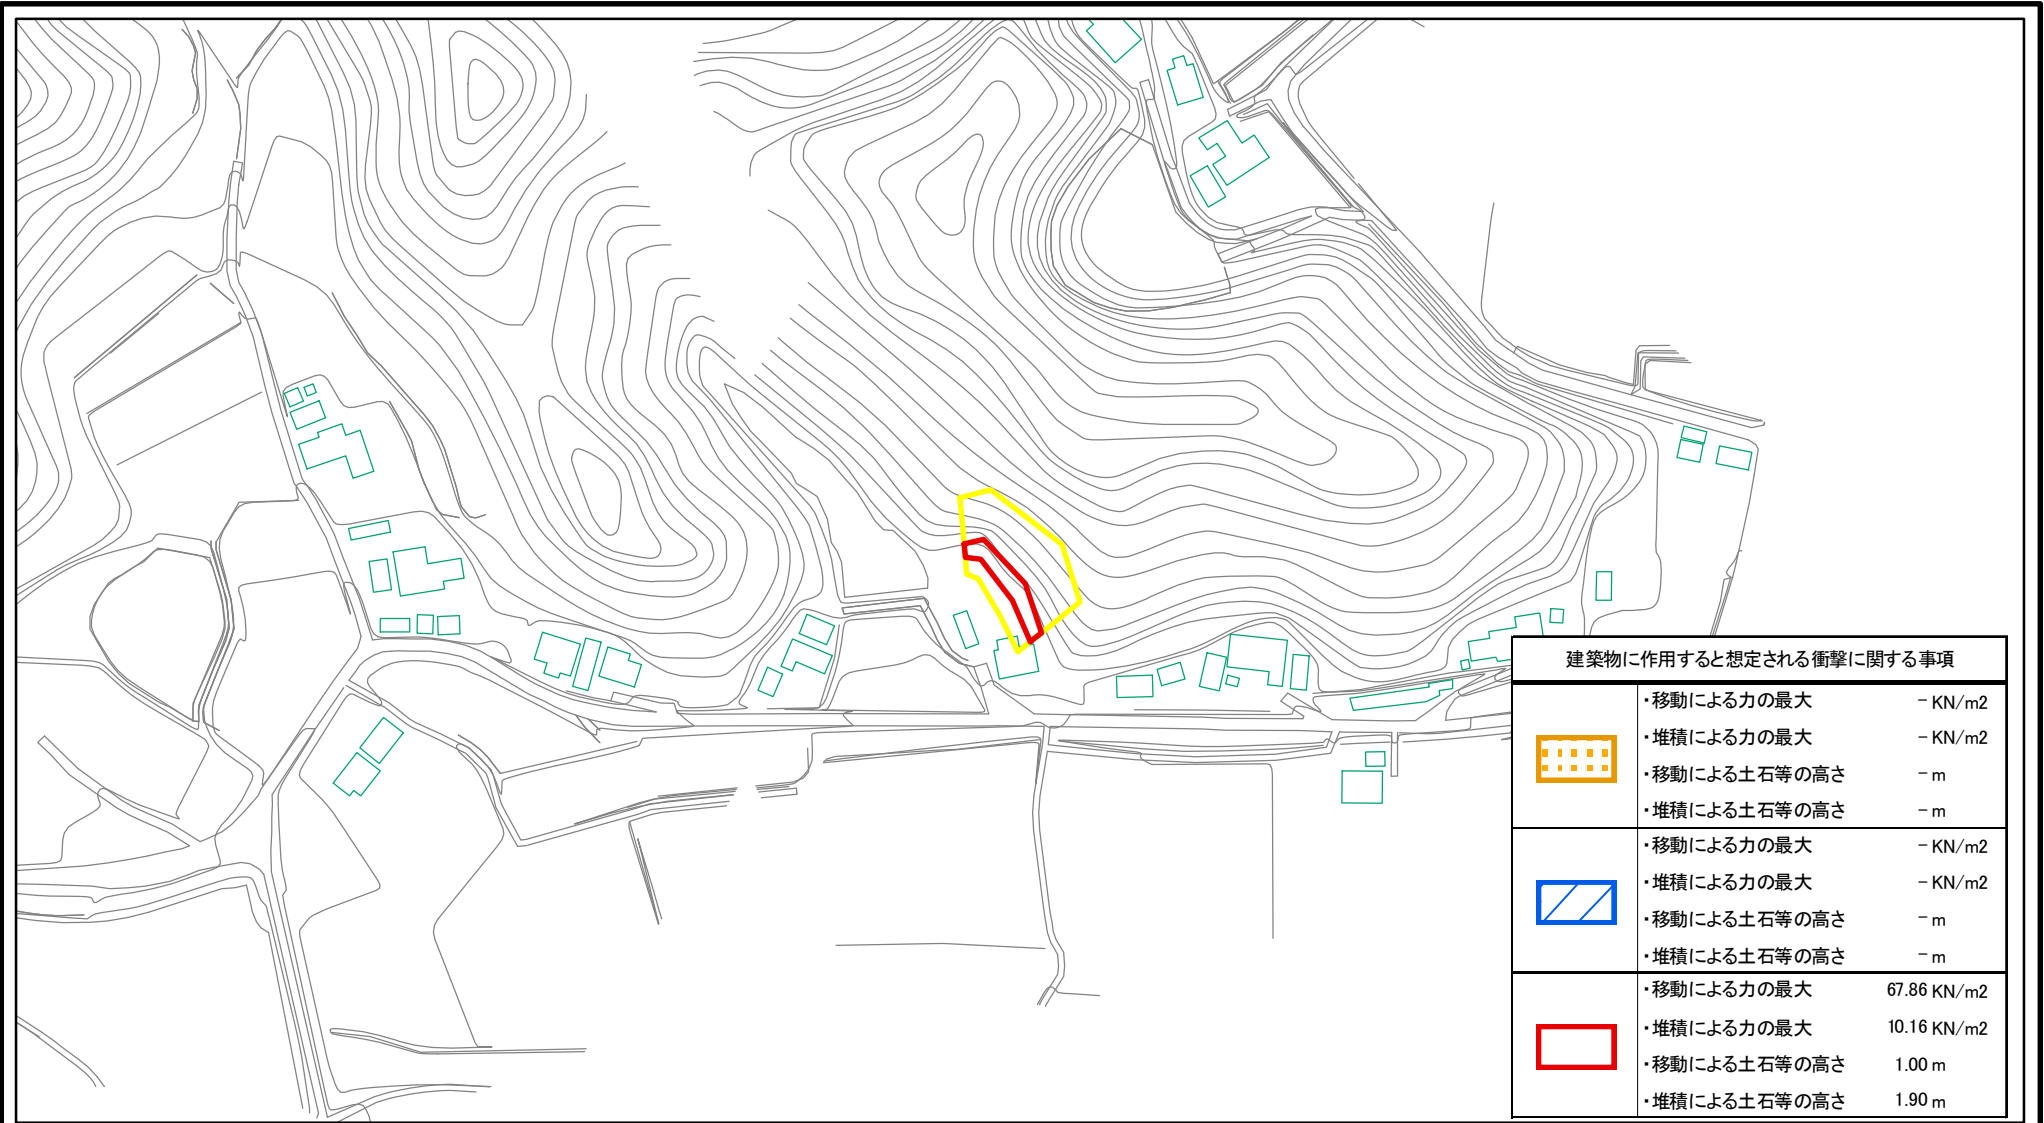 建築物に作用すると想定される衝撃に関する事項
・移動による力の最大 － KN/m2
・堆積による力の最大 － KN/m2
・移動による土石等の高さ － m
・堆積による土石等の高さ － m
・移動による力の最大 － KN/m2
・堆積による力の最大 － KN/m2
・移動による土石等の高さ － m
・堆積による土石等の高さ － m
・移動による力の最大 67.86 KN/m2
・堆積による力の最大 10.16 KN/m2
・移動による土石等の高さ 1.00 m
・堆積による土石等の高さ 1.90 m